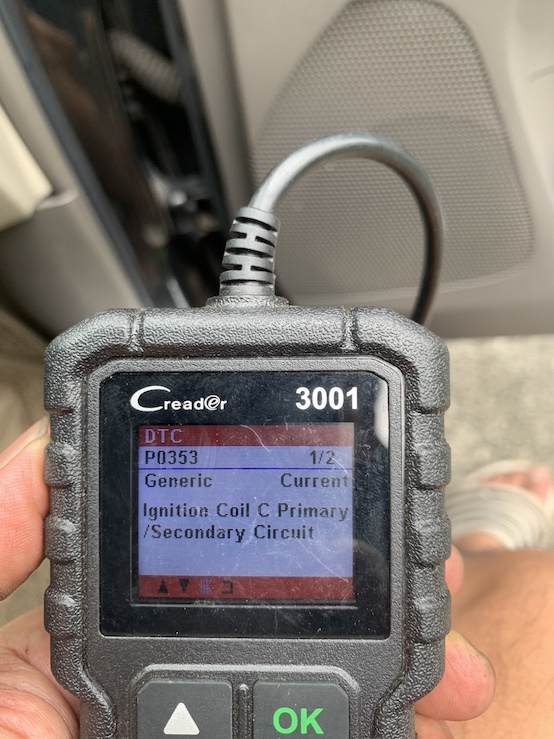 Creader 3001
DTC
P0353 1/2
Generic Current
Ignition Coil C Primary
/Secondary Circuit
OK